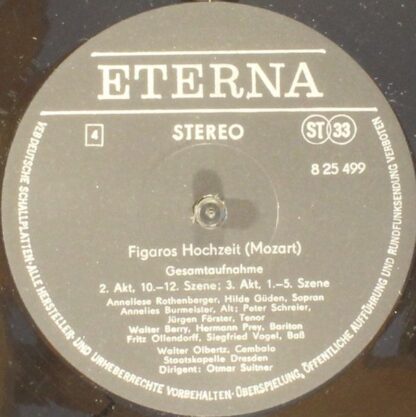 ETERNA
4 STEREO ST 33
8 25 499
Figaros Hochzeit (Mozart)
Gesamtaufnahme
2. Akt, 10.–12. Szene; 3. Akt, 1.–5. Szene
Anneliese Rothenberger, Hilde Güden, Sopran
Annelies Burmeister, Alt; Peter Schreier,
Jürgen Förster, Tenor
Walter Berry, Hermann Prey, Bariton
Fritz Ollendorff, Siegfried Vogel, Baß
Walter Olbertz, Cembalo
Staatskapelle Dresden
Dirigent: Otmar Suitner
VEB DEUTSCHE SCHALLPLATTEN · ALLE HERSTELLER- UND URHEBERRECHTE VORBEHALTEN · ÜBERSPIELUNG, ÖFFENTLICHE AUFFÜHRUNG UND RUNDFUNKSENDUNG VERBOTEN